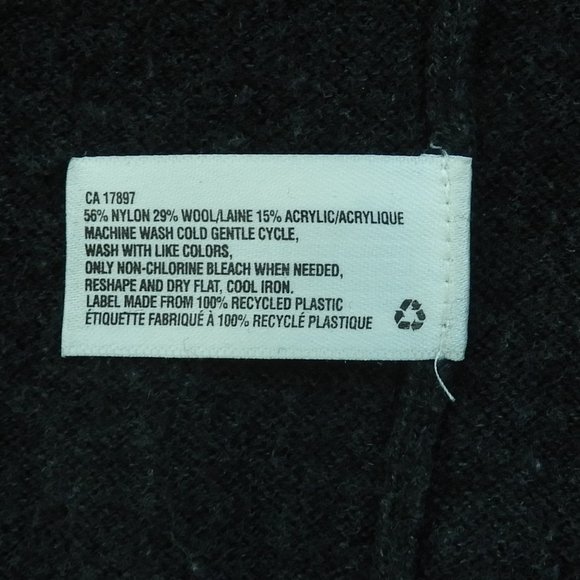 CA 17897
56% NYLON 29% WOOL/LAINE 15% ACRYLIC/ACRYLIQUE
MACHINE WASH COLD GENTLE CYCLE,
WASH WITH LIKE COLORS,
ONLY NON-CHLORINE BLEACH WHEN NEEDED,
RESHAPE AND DRY FLAT, COOL IRON.
LABEL MADE FROM 100% RECYCLED PLASTIC
ÉTIQUETTE FABRIQUÉ À 100% RECYCLÉ PLASTIQUE